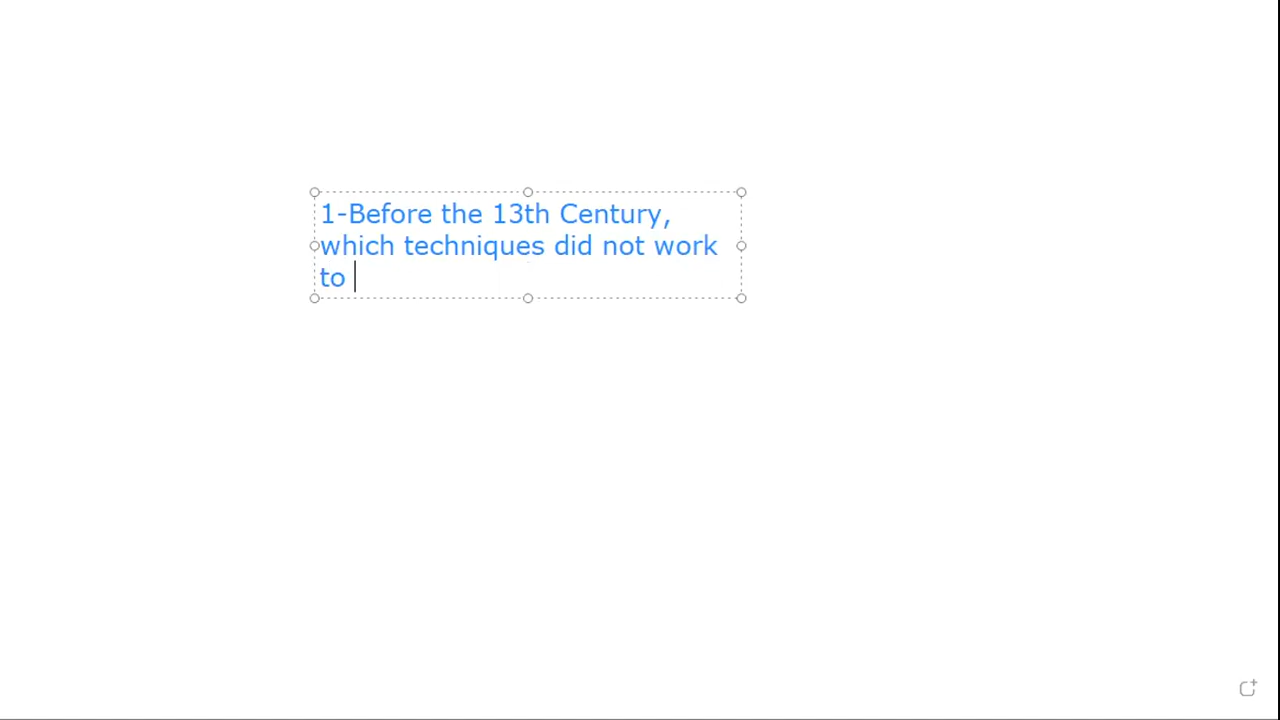 1-Before the 13th Century,
which techniques did not work
to